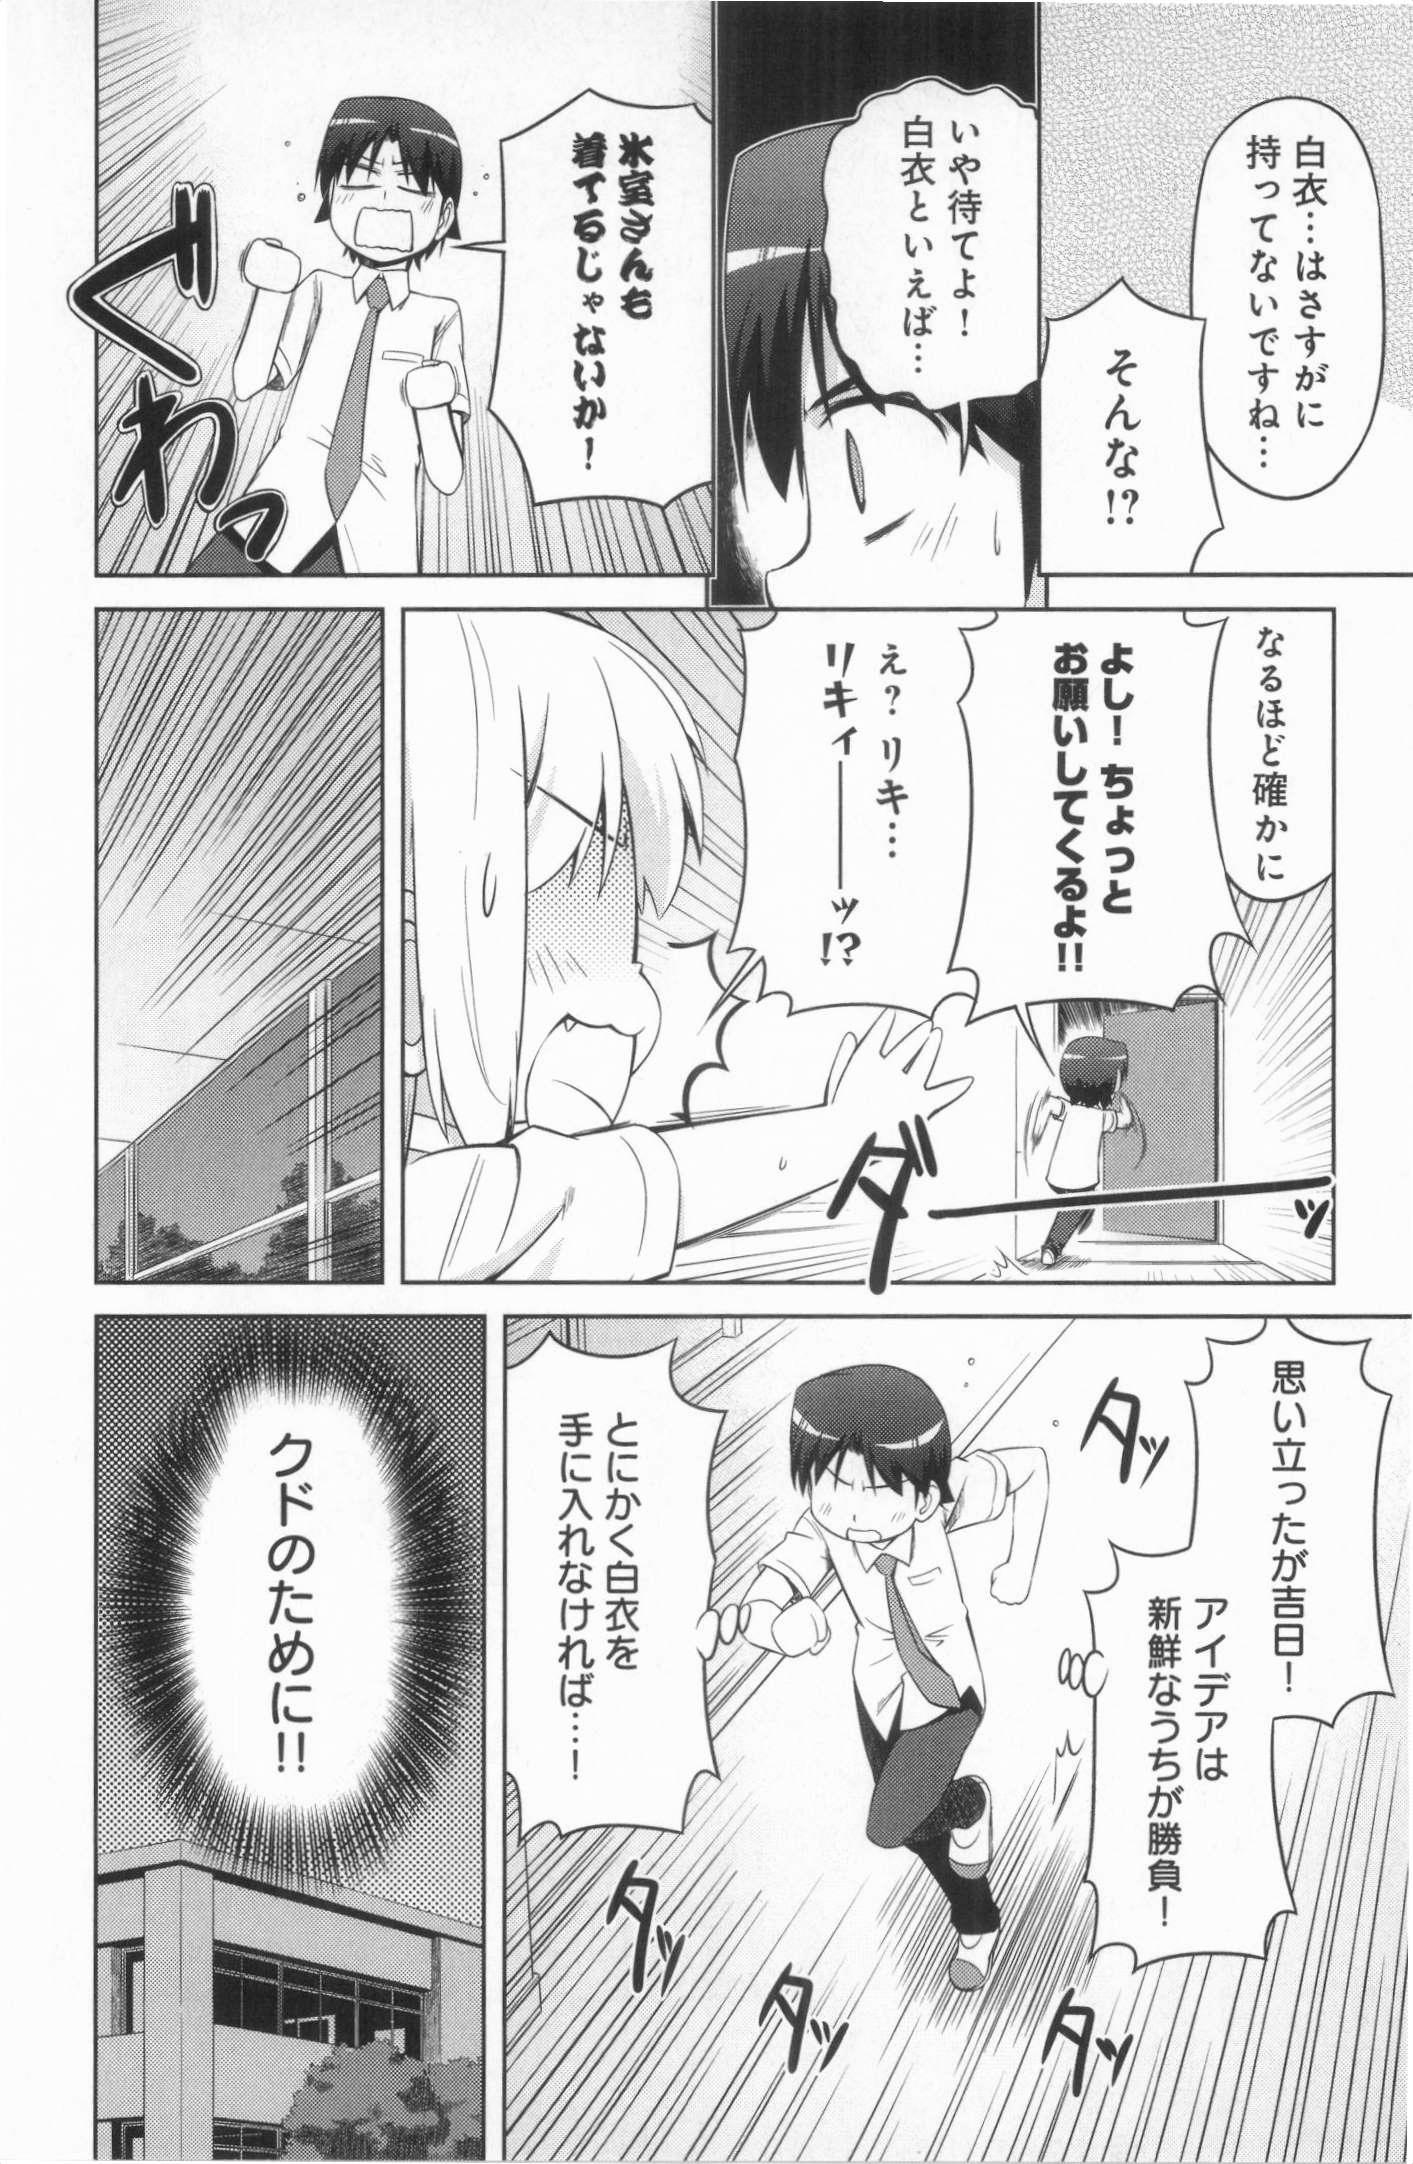 白衣…はさすがに
持ってないですね…
そんな!?
いや待てよ！
白衣といえば…
氷室さんも
着てるじゃないか！
ぐわっ
なるほど確かに
よし！ちょっと
お願いしてくるよ!!
え？リキ…
リキィーーーッ!?
ダーッ
思い立ったが吉日！
アイデアは
新鮮なうちが勝負！
タッ
とにかく白衣を
手に入れなければ…！
タッ
タッ
タッ
クドのために!!